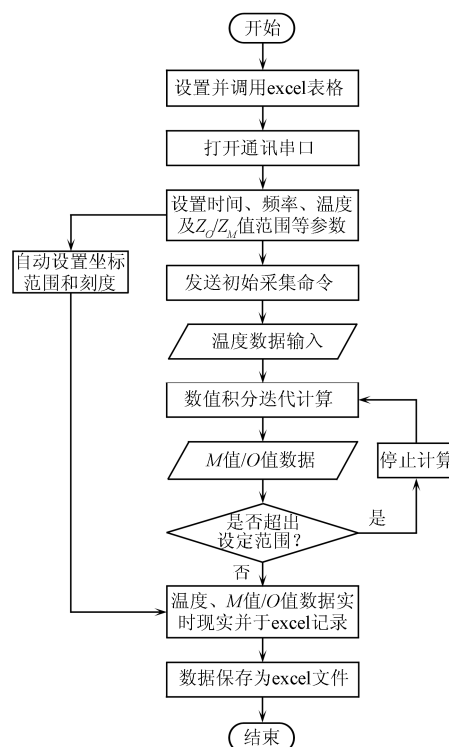 开始
设置并调用excel表格
打开通讯串口
设置时间、频率、温度
及Z_O/Z_M值范围等参数
自动设置坐标
范围和刻度
发送初始采集命令
温度数据输入
数值积分迭代计算
M值/O值数据
停止计算
是否超出
设定范围？
是
否
温度、M值/O值数据实
时现实并于excel记录
数据保存为excel文件
结束